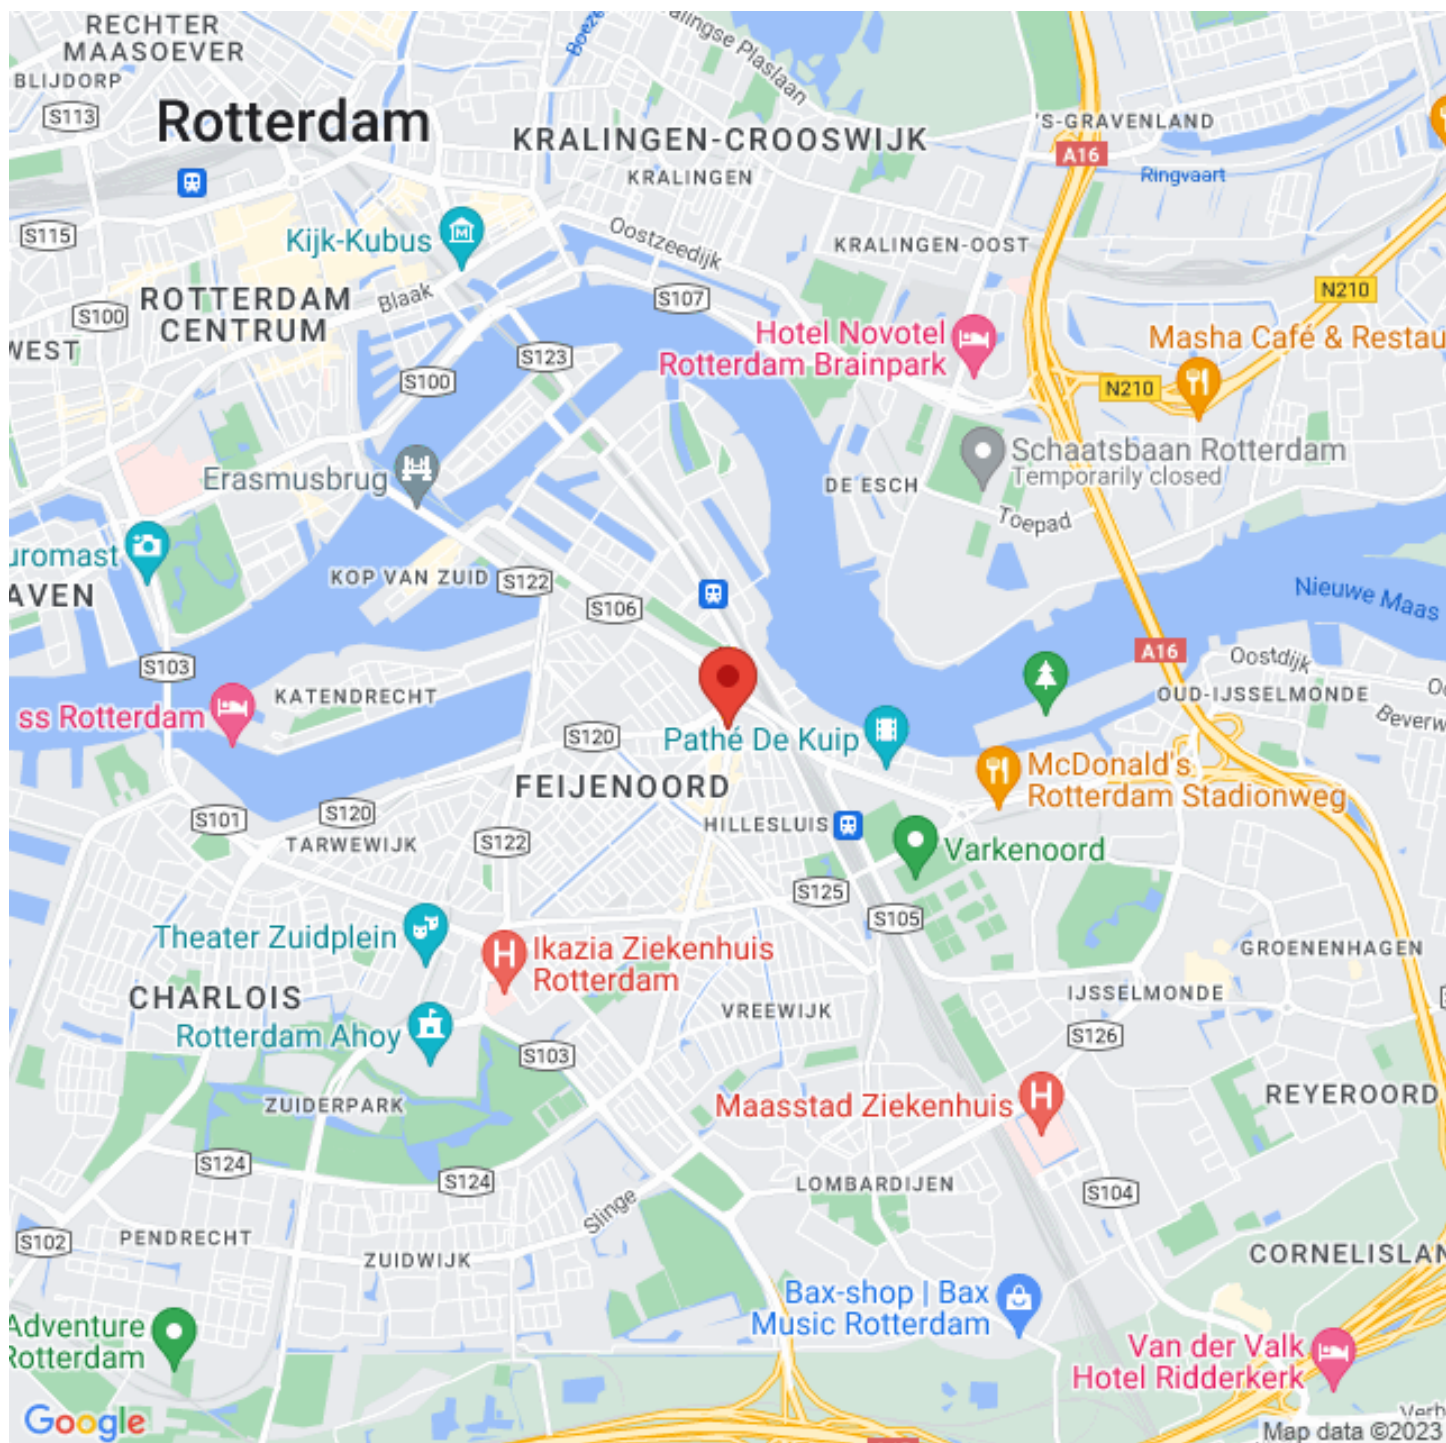 RECHTER
MAASOEVER
BLIJDORP
S113
Rotterdam
Boeze
alingse Plaslaan
KRALINGEN-CROOSWIJK
KRALINGEN
'S-GRAVENLAND
A16
Ringvaart
S115
Kijk-Kubus
Oostzeedijk
KRALINGEN-OOST
ROTTERDAM
CENTRUM
Blaak
S107
N210
S100
WEST
S123
S100
Hotel Novotel
Rotterdam Brainpark
Masha Café & Restau
N210
Erasmusbrug
Schaatsbaan Rotterdam
Temporarily closed
DE ESCH
Toepad
uromast
AVEN
KOP VAN ZUID
S122
S106
Nieuwe Maas
S103
A16
Oostdijk
KATENDRECHT
ss Rotterdam
OUD-IJSSELMONDE
Beverw
S120
Pathé De Kuip
McDonald's
Rotterdam Stadionweg
FEIJENOORD
S101
S120
TARWEWIJK
S122
HILLESLUIS
Varkenoord
S125
S105
Theater Zuidplein
Ikazia Ziekenhuis
Rotterdam
GROENENHAGEN
CHARLOIS
VREEWIJK
IJSSELMONDE
Rotterdam Ahoy
S103
S126
ZUIDERPARK
Maasstad Ziekenhuis
REYEROORD
S124
S124
LOMBARDIJEN
S104
Slinge
S102
PENDRECHT
ZUIDWIJK
CORNELISLAN
Bax-shop | Bax
Music Rotterdam
Adventure
Rotterdam
Van der Valk
Hotel Ridderkerk
Google
Map data ©2023